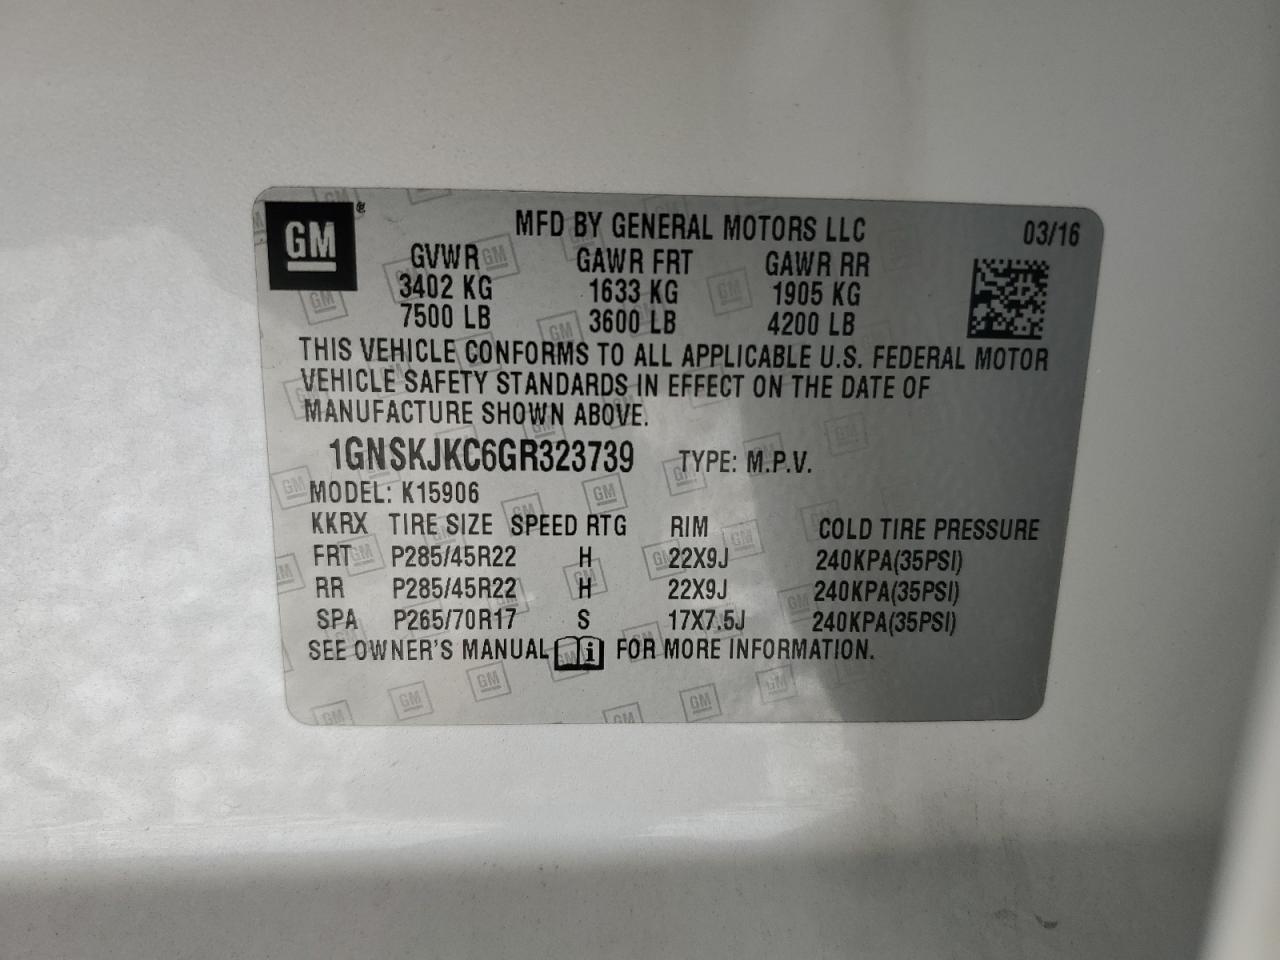 GM®
MFD BY GENERAL MOTORS LLC 03/16
GVWR GAWR FRT GAWR RR
3402 KG 1633 KG 1905 KG
7500 LB 3600 LB 4200 LB
THIS VEHICLE CONFORMS TO ALL APPLICABLE U.S. FEDERAL MOTOR
VEHICLE SAFETY STANDARDS IN EFFECT ON THE DATE OF
MANUFACTURE SHOWN ABOVE.
1GNSKJKC6GR323739 TYPE: M.P.V.
MODEL: K15906
KKRX TIRE SIZE SPEED RTG RIM COLD TIRE PRESSURE
FRT P285/45R22 H 22X9J 240KPA(35PSI)
RR P285/45R22 H 22X9J 240KPA(35PSI)
SPA P265/70R17 S 17X7.5J 240KPA(35PSI)
SEE OWNER'S MANUAL i FOR MORE INFORMATION.